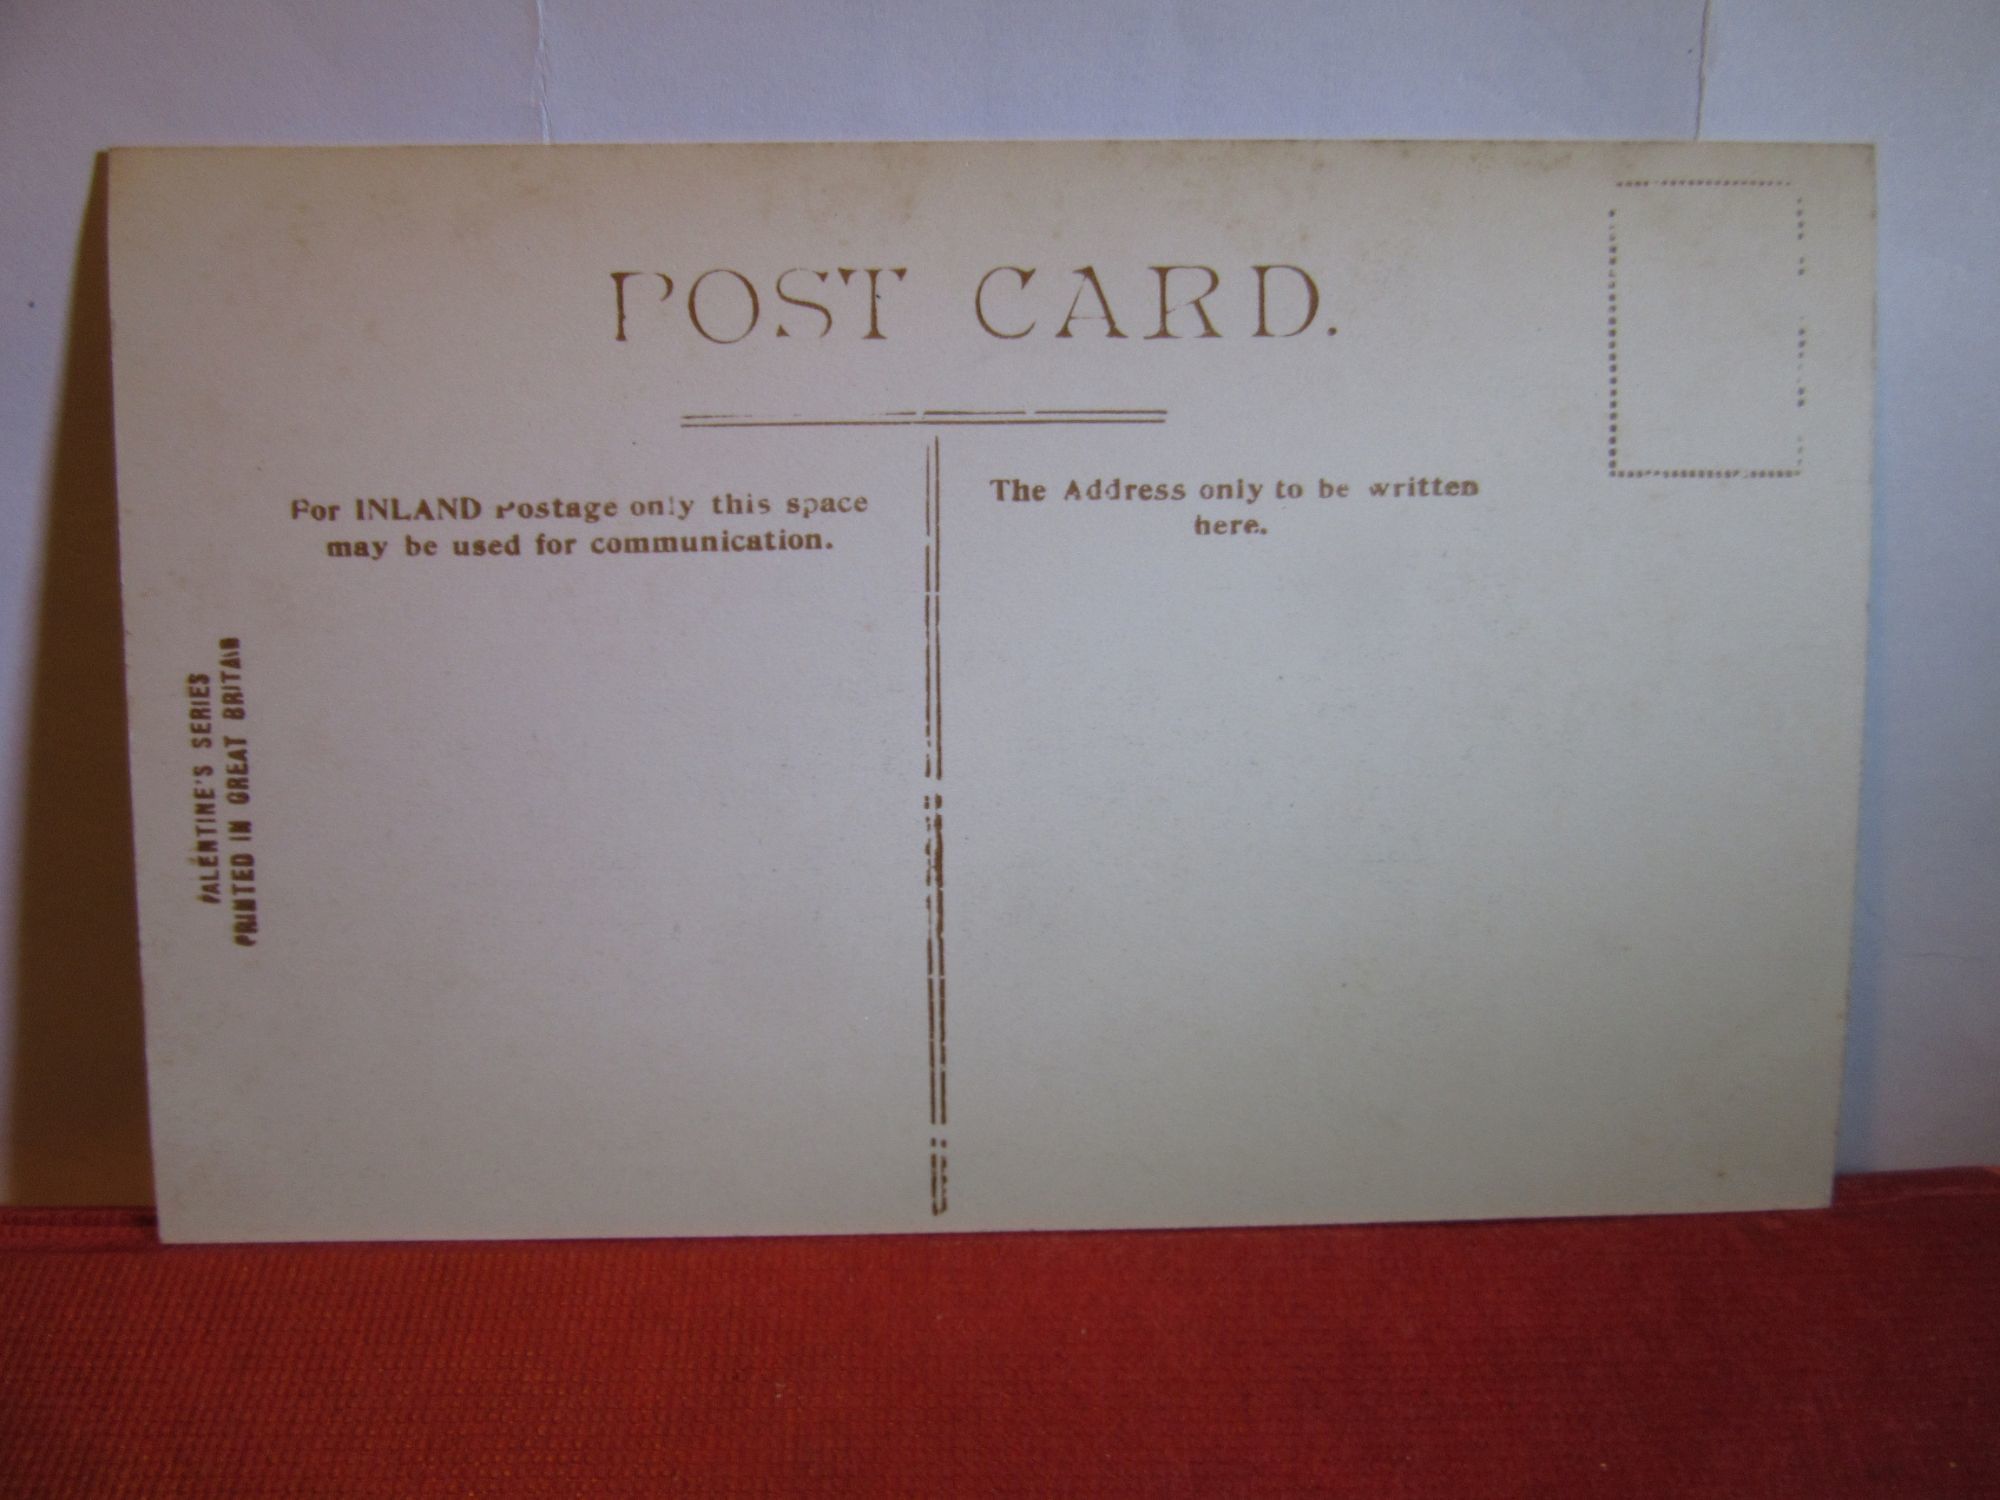 POST CARD.
For INLAND Postage only this space
may be used for communication.
The Address only to be written
here.
VALENTINE'S SERIES
PRINTED IN GREAT BRITAIN